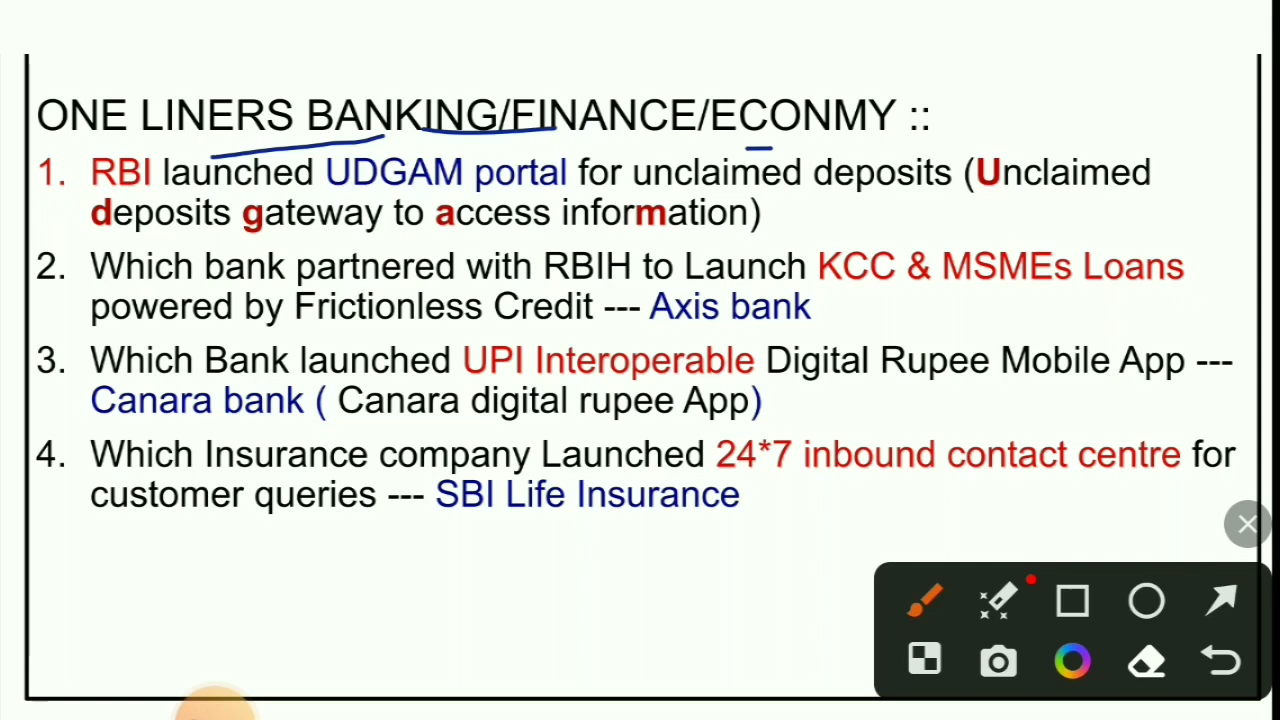 ONE LINERS BANKING/FINANCE/ECONMY ::
1. RBI launched UDGAM portal for unclaimed deposits (Unclaimed
deposits gateway to access information)
2. Which bank partnered with RBIH to Launch KCC & MSMEs Loans
powered by Frictionless Credit --- Axis bank
3. Which Bank launched UPI Interoperable Digital Rupee Mobile App ---
Canara bank ( Canara digital rupee App)
4. Which Insurance company Launched 24*7 inbound contact centre for
customer queries --- SBI Life Insurance